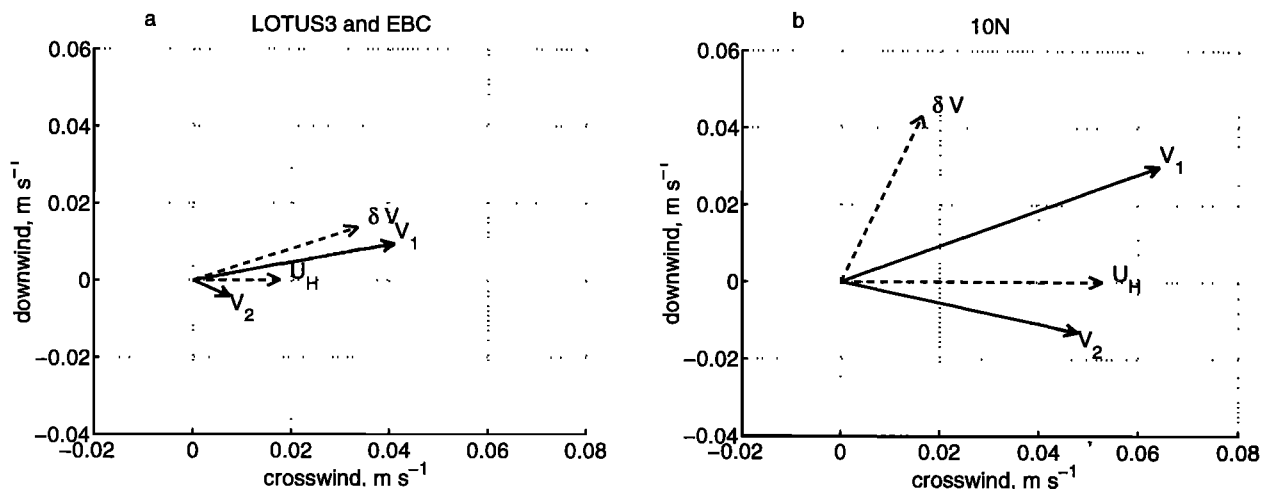 a
LOTUS3 and EBC
0.06
0.04
0.02
0
−0.02
−0.04
−0.02
0
0.02
0.04
0.06
0.08
downwind, m s⁻¹
crosswind, m s⁻¹
δ V
V₁
U_H
V₂
b
10N
0.06
0.04
0.02
0
−0.02
−0.04
−0.02
0
0.02
0.04
0.06
0.08
downwind, m s⁻¹
crosswind, m s⁻¹
δ V
V₁
U_H
V₂